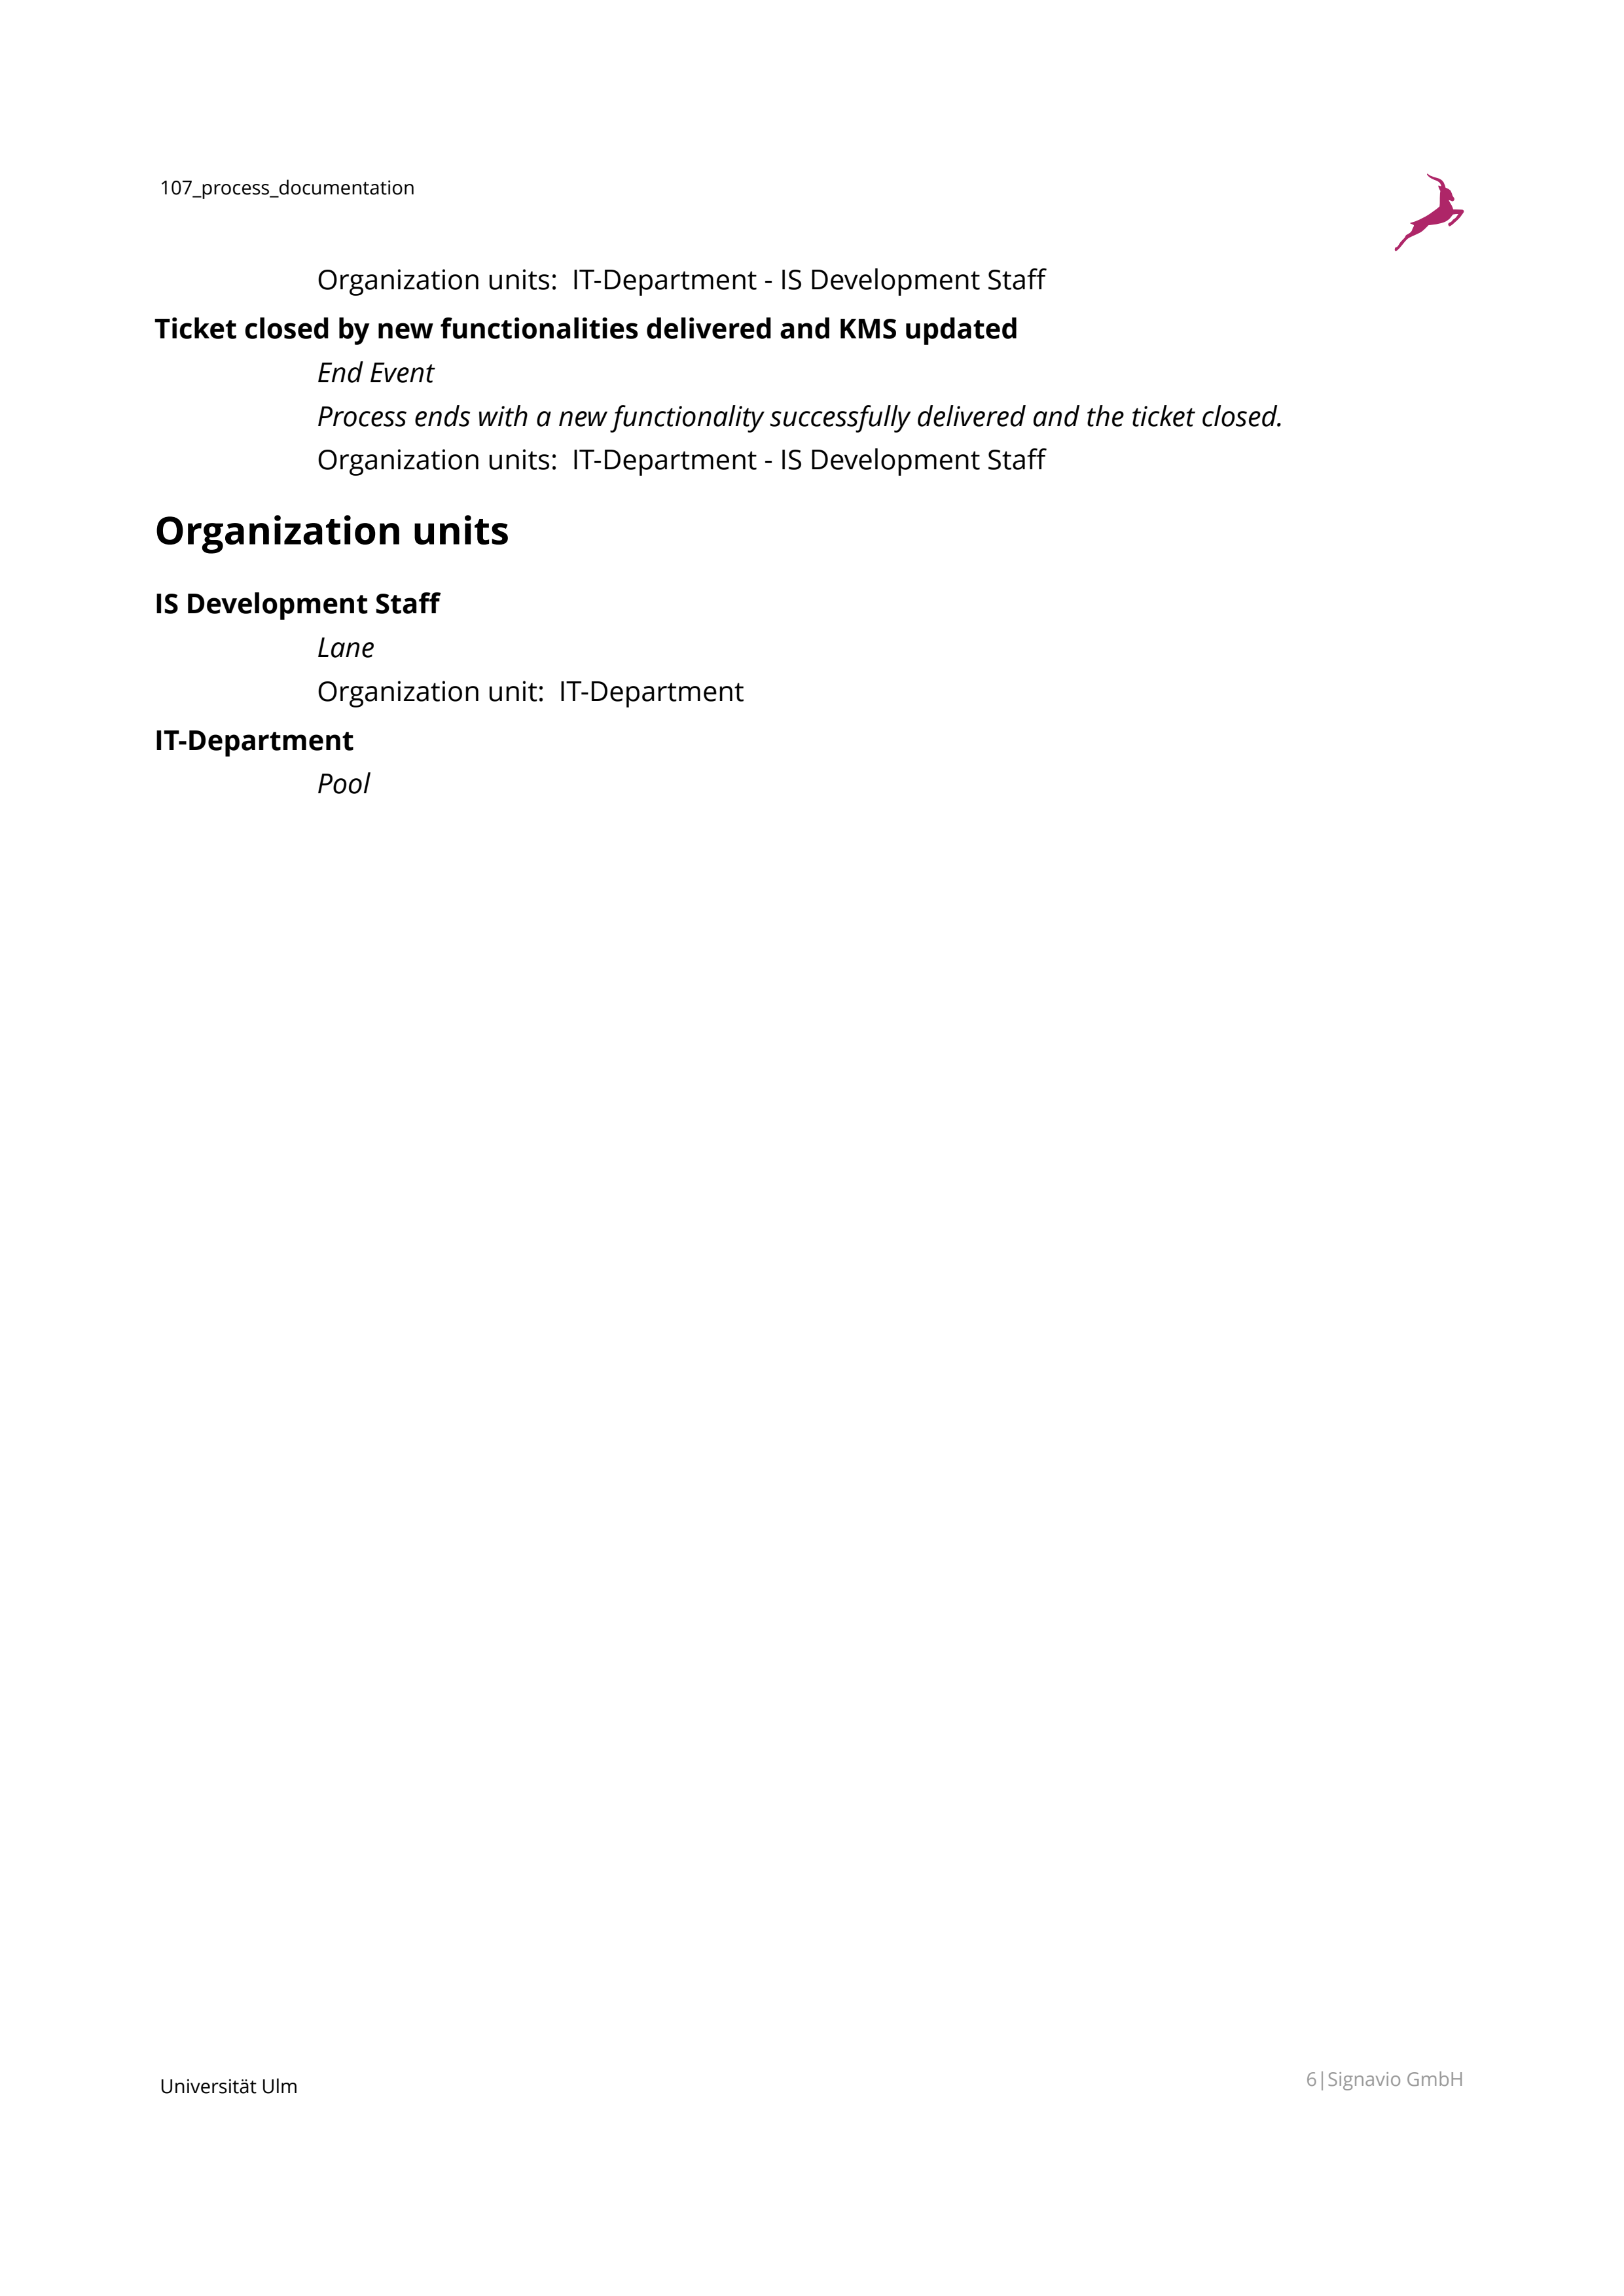 107_process_documentation
Organization units: IT-Department - IS Development Staff
Ticket closed by new functionalities delivered and KMS updated
End Event
Process ends with a new functionality successfully delivered and the ticket closed.
Organization units: IT-Department - IS Development Staff
Organization units
IS Development Staff
Lane
Organization unit: IT-Department
IT-Department
Pool
Universität Ulm
6|Signavio GmbH